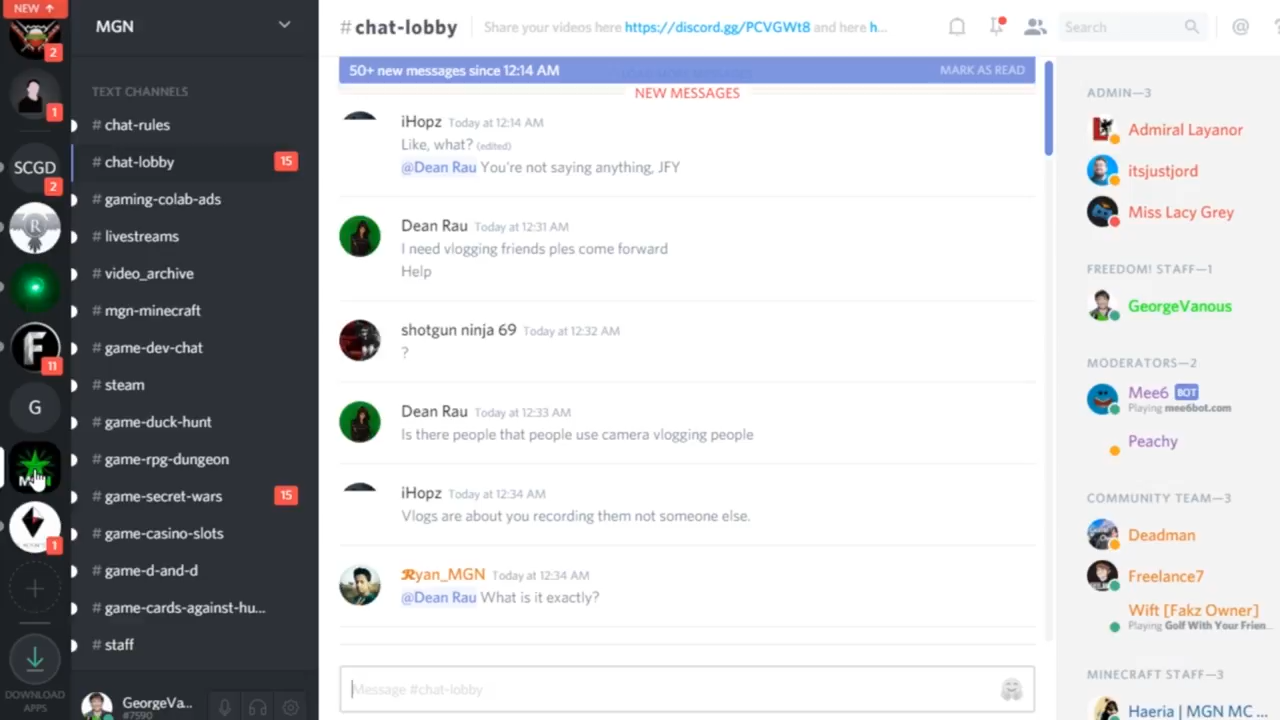 NEW ↑
2
1
SCGD
2
R
F
11
G
1
DOWNLOAD
APPS
MGN
TEXT CHANNELS
# chat-rules
# chat-lobby 15
# gaming-colab-ads
# livestreams
# video_archive
# mgn-minecraft
# game-dev-chat
# steam
# game-duck-hunt
# game-rpg-dungeon
# game-secret-wars 15
# game-casino-slots
# game-d-and-d
# game-cards-against-hu...
# staff
GeorgeVa...
#7590
# chat-lobby Share your videos here https://discord.gg/PCVGWt8 and here h...
Search
@
?
50+ new messages since 12:14 AM MARK AS READ
NEW MESSAGES
iHopz Today at 12:14 AM
Like, what? (edited)
@Dean Rau You're not saying anything, JFY
Dean Rau Today at 12:31 AM
I need vlogging friends ples come forward
Help
shotgun ninja 69 Today at 12:32 AM
?
Dean Rau Today at 12:33 AM
Is there people that people use camera vlogging people
iHopz Today at 12:34 AM
Vlogs are about you recording them not someone else.
Ryan_MGN Today at 12:34 AM
@Dean Rau What is it exactly?
Message #chat-lobby
ADMIN—3
Admiral Layanor
itsjustjord
Miss Lacy Grey
FREEDOM! STAFF—1
GeorgeVanous
MODERATORS—2
Mee6 BOT
Playing mee6bot.com
Peachy
COMMUNITY TEAM—3
Deadman
Freelance7
Wift [Fakz Owner]
Playing Golf With Your Frien...
MINECRAFT STAFF—3
Haeria | MGN MC ...